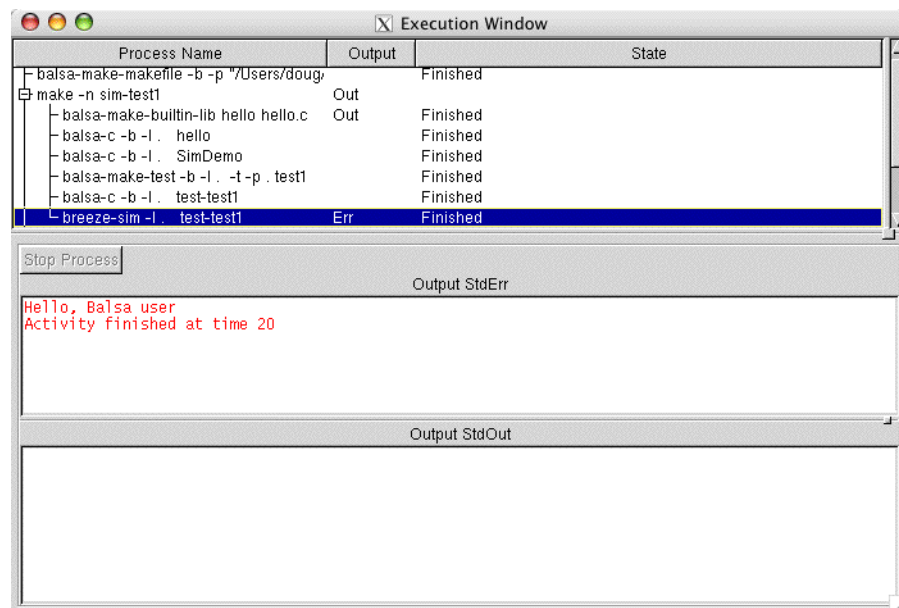 X Execution Window
Process Name Output State
balsa-make-makefile -b -p "/Users/doug/ Finished
make -n sim-test1 Out
balsa-make-builtin-lib hello hello.c Out Finished
balsa-c -b -I . hello Finished
balsa-c -b -I . SimDemo Finished
balsa-make-test -b -I . -t -p . test1 Finished
balsa-c -b -I . test-test1 Finished
breeze-sim -I . test-test1 Err Finished
Stop Process
Output StdErr
Hello, Balsa user
Activity finished at time 20
Output StdOut